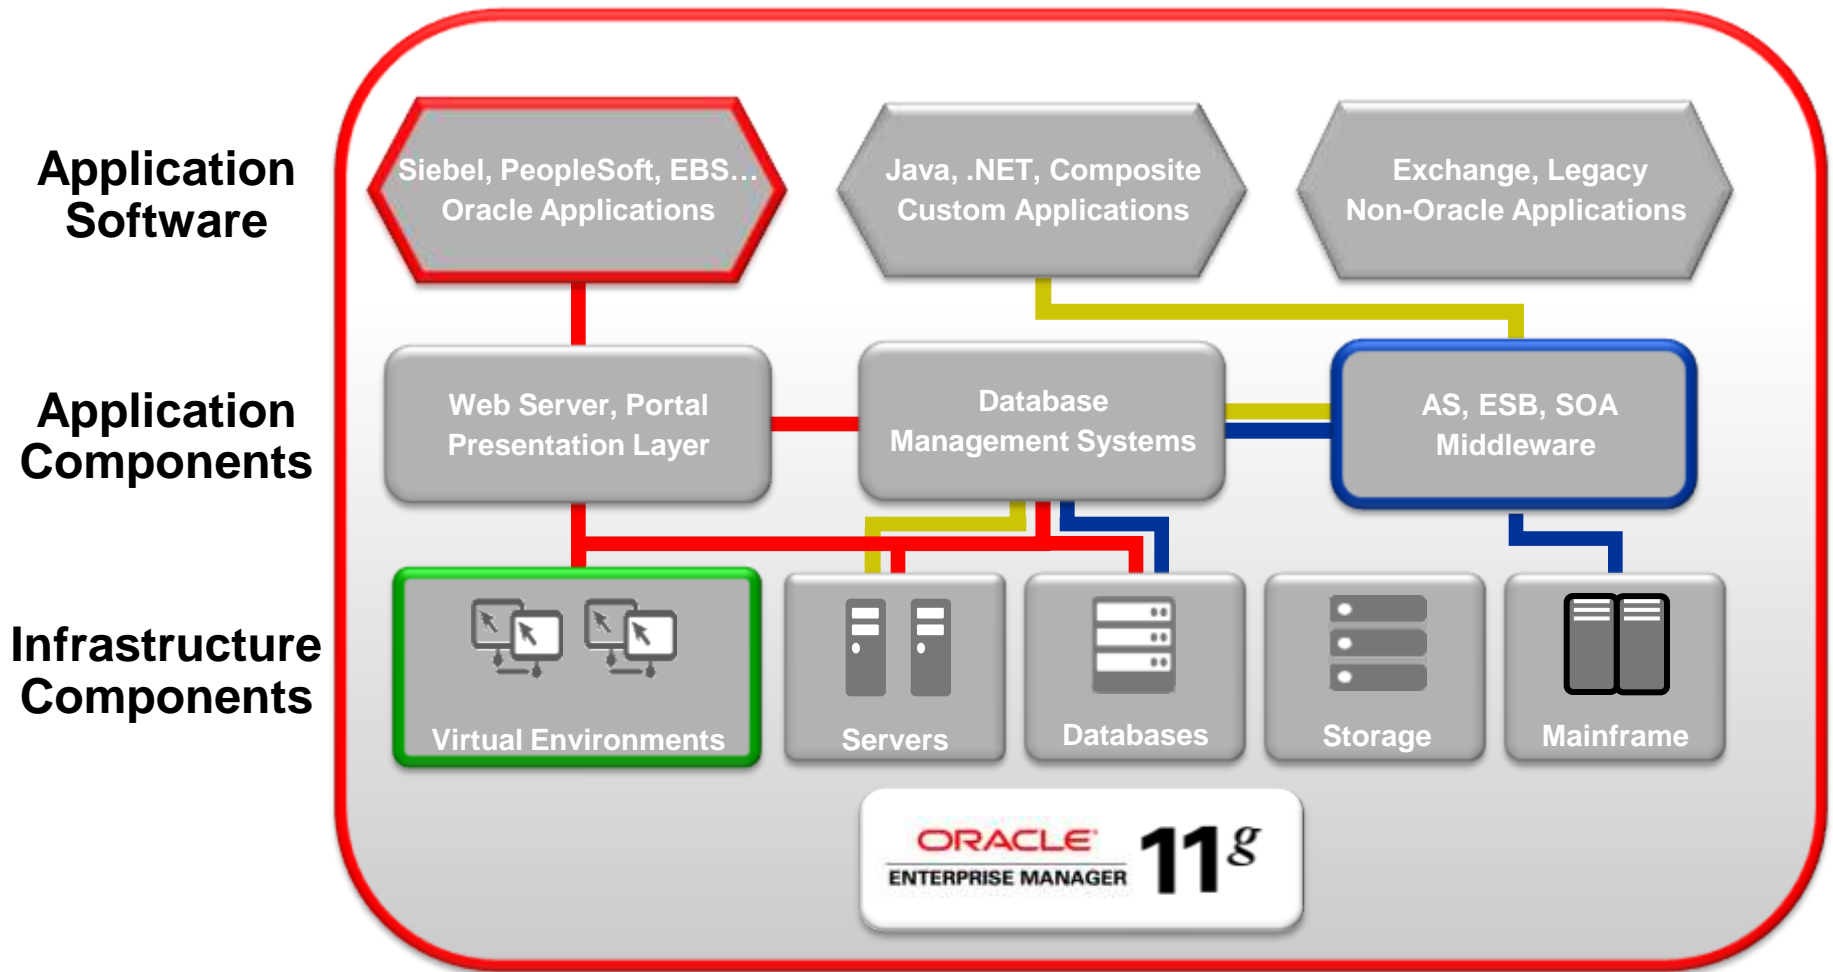 Application
Software
Siebel, PeopleSoft, EBS…
Oracle Applications
Java, .NET, Composite
Custom Applications
Exchange, Legacy
Non-Oracle Applications
Application
Components
Web Server, Portal
Presentation Layer
Database
Management Systems
AS, ESB, SOA
Middleware
Infrastructure
Components
Virtual Environments
Servers
Databases
Storage
Mainframe
ORACLE
ENTERPRISE MANAGER
11g